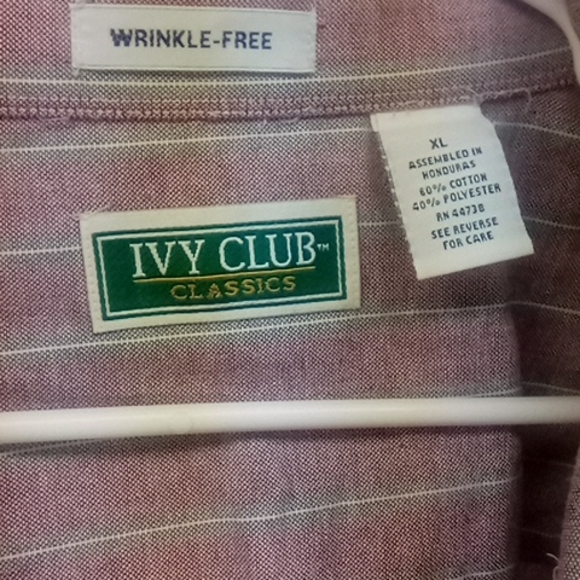 WRINKLE-FREE
IVY CLUB™
CLASSICS
XL
ASSEMBLED IN
HONDURAS
60% COTTON
40% POLYESTER
RN 44738
SEE REVERSE
FOR CARE